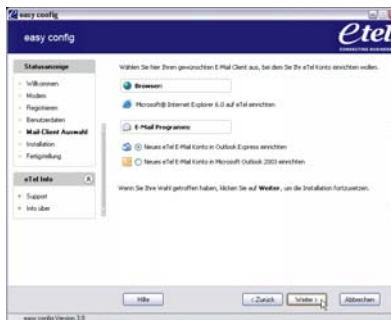 easy config
easy config
etel
CONNECTING BUSINESS
Statusanzeige
Willkommen
Modem
Registrieren
Benutzerdaten
Mail-Client Auswahl
Installation
Fertigstellung
eTel Info
Support
Info über
Wählen Sie hier Ihren gewünschten E-Mail Client aus, bei dem Sie Ihr eTel Konto einrichten wollen.
Browser:
Microsoft® Internet Explorer 6.0 auf eTel einrichten
E-Mail Programm:
Neues eTel E-Mail Konto in Outlook Express einrichten
Neues eTel E-Mail Konto in Microsoft Outlook 2003 einrichten
Wenn Sie Ihre Wahl getroffen haben, klicken Sie auf Weiter, um die Installation fortzusetzen.
Hilfe
< Zurück
Weiter >
Abbrechen
easy config Version 3.0